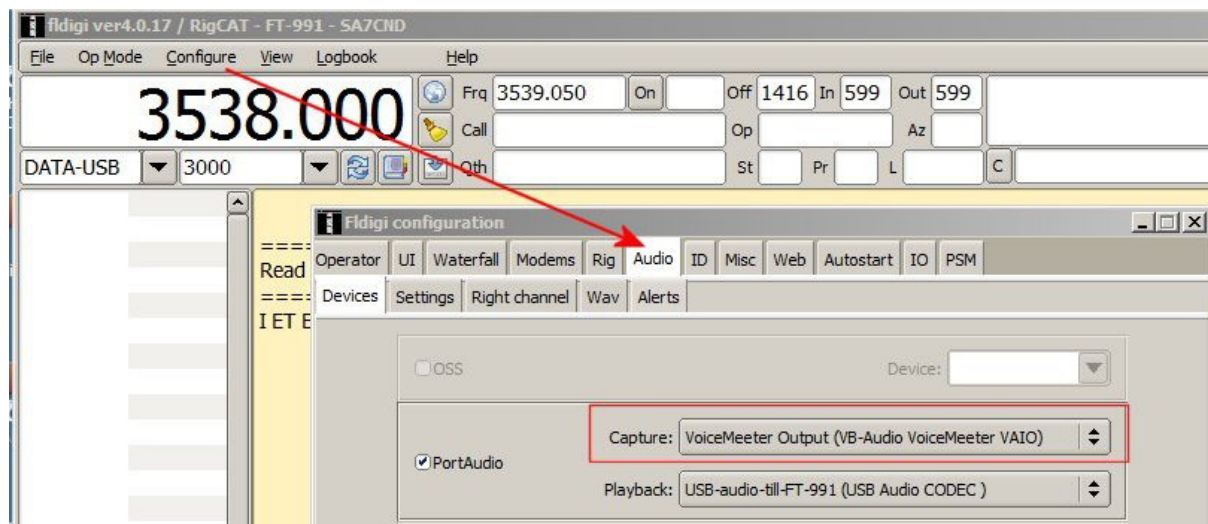 fldigi ver4.0.17 / RigCAT - FT-991 - SA7CND
File Op Mode Configure View Logbook Help
3538.000
Frq 3539.050 On Off 1416 In 599 Out 599
Call Op Az
DATA-USB 3000 Qth St Pr L C
Fldigi configuration
====
Read
====
I ET E
Operator UI Waterfall Modems Rig Audio ID Misc Web Autostart IO PSM
Devices Settings Right channel Wav Alerts
OSS Device:
Capture: VoiceMeeter Output (VB-Audio VoiceMeeter VAIO)
PortAudio
Playback: USB-audio-till-FT-991 (USB Audio CODEC )